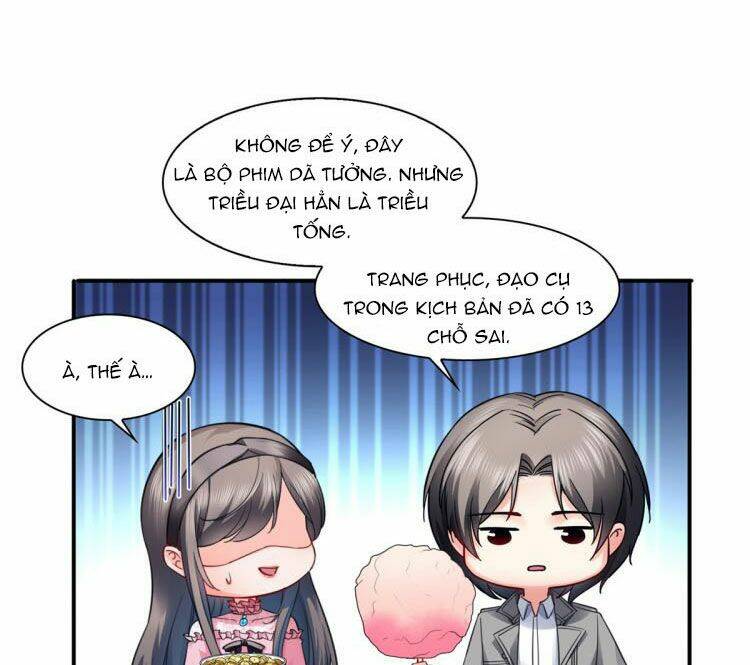 KHÔNG ĐỂ Ý, ĐÂY
LÀ BỘ PHIM DÃ TƯỞNG. NHƯNG
TRIỀU ĐẠI HẲN LÀ TRIỀU
TỐNG.
TRANG PHỤC, ĐẠO CỤ
TRONG KỊCH BẢN ĐÃ CÓ 13
CHỖ SAI.
À, THẾ À...